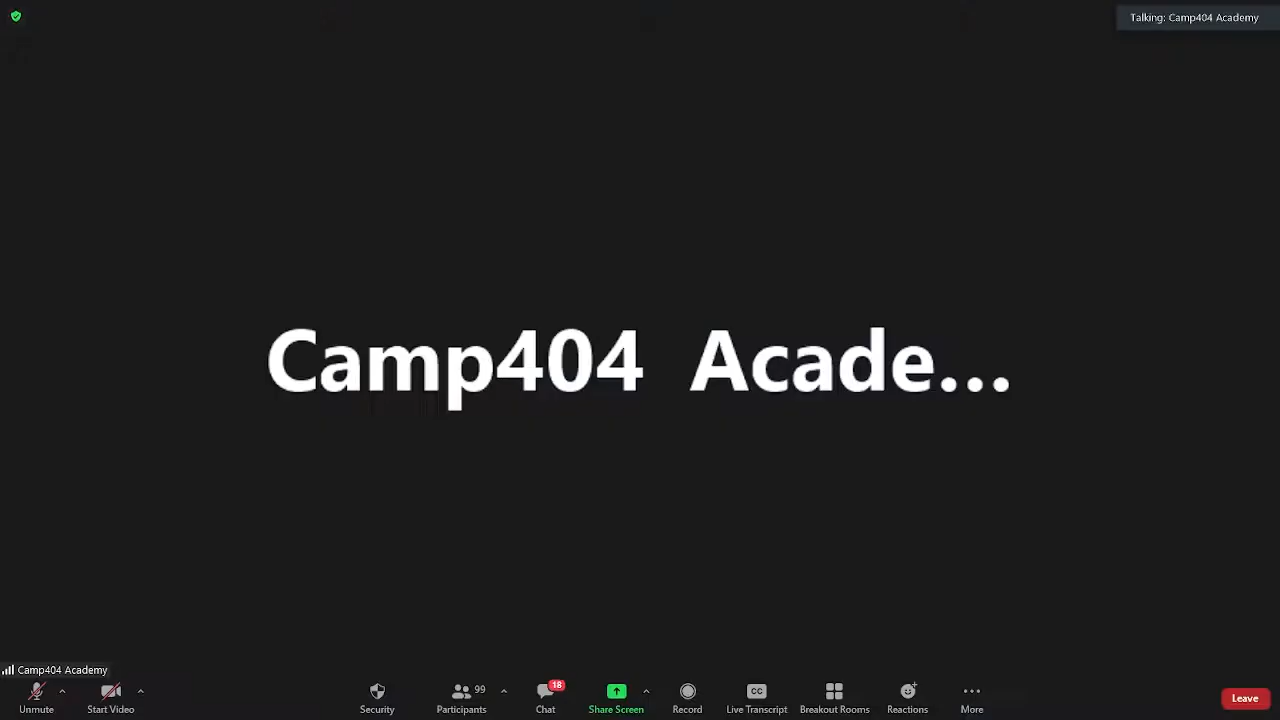 Talking: Camp404 Academy
Camp404 Acade...
Camp404 Academy
Unmute
Start Video
Security
99
Participants
18
Chat
Share Screen
Record
CC
Live Transcript
Breakout Rooms
Reactions
More
Leave